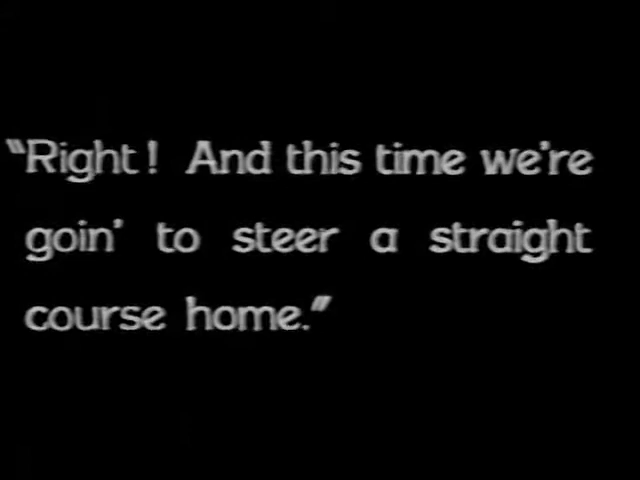 "Right! And this time we're
goin' to steer a straight
course home."